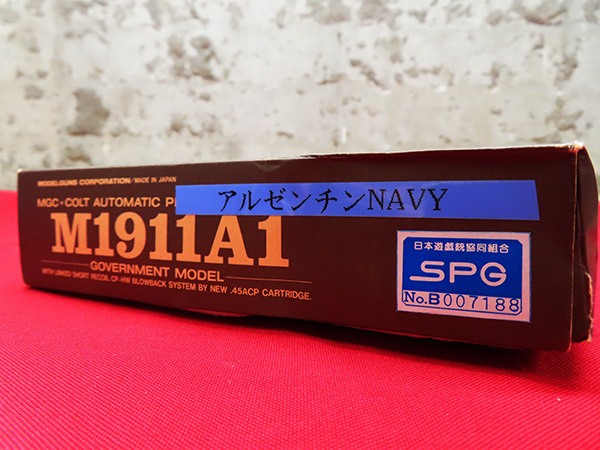 MODELGUNS CORPORATION/MADE IN JAPAN
MGC・COLT AUTOMATIC
アルゼンチンNAVY
M1911A1
GOVERNMENT MODEL
WITH LINKED SHORT RECOIL CP-HW BLOWBACK SYSTEM BY NEW .45ACP CARTRIDGE.
日本遊戯銃協同組合
SPG
No.B007188